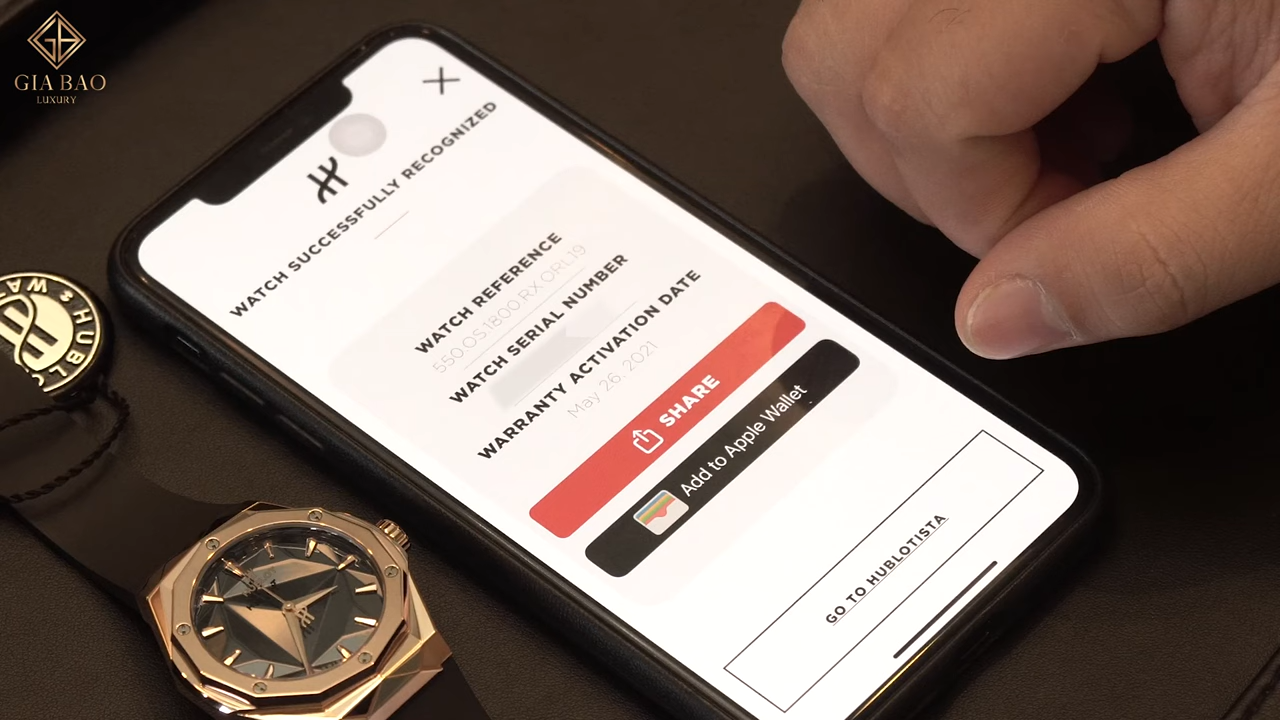 GIA BAO
LUXURY
WATCH SUCCESSFULLY RECOGNIZED
WATCH REFERENCE
550.OS.1800.RX.ORL19
WATCH SERIAL NUMBER
WARRANTY ACTIVATION DATE
May 26, 2021
SHARE
Add to Apple Wallet
GO TO HUBLOTISTA